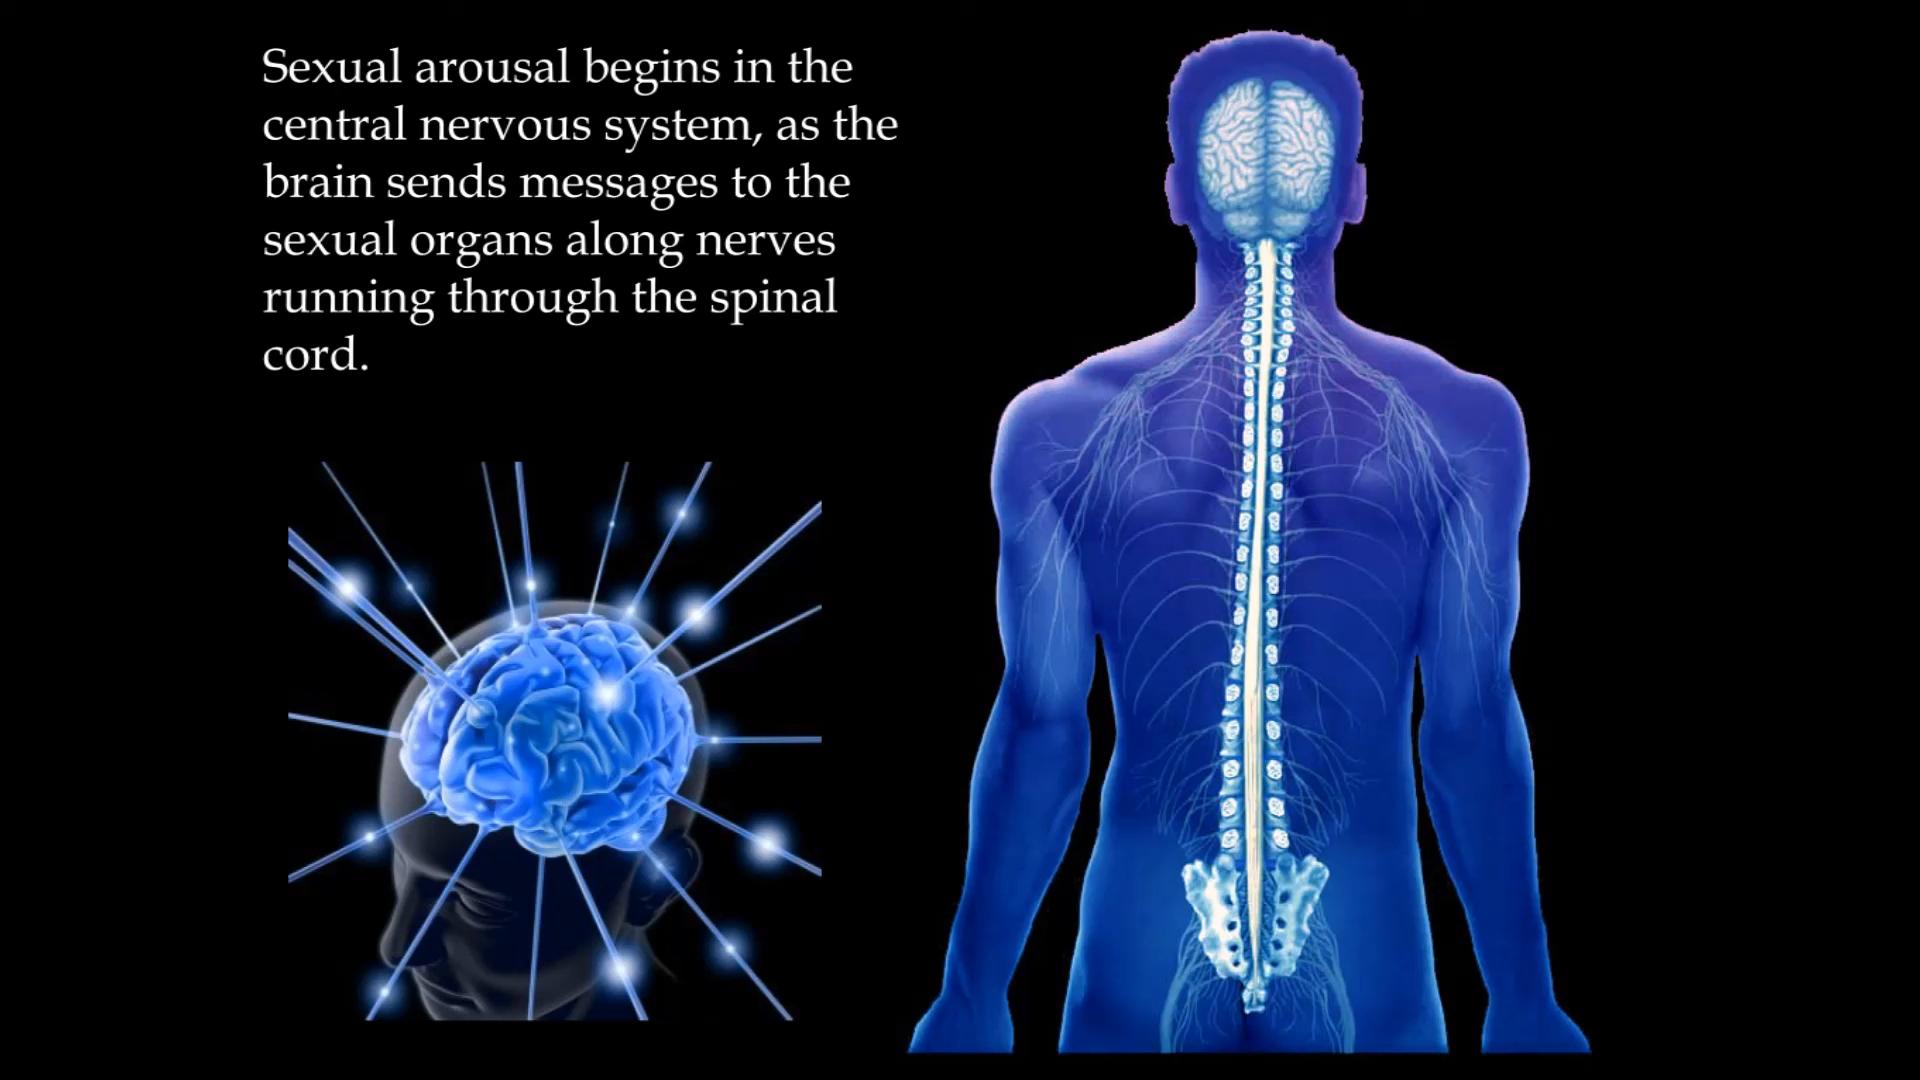 Sexual arousal begins in the
central nervous system, as the
brain sends messages to the
sexual organs along nerves
running through the spinal
cord.